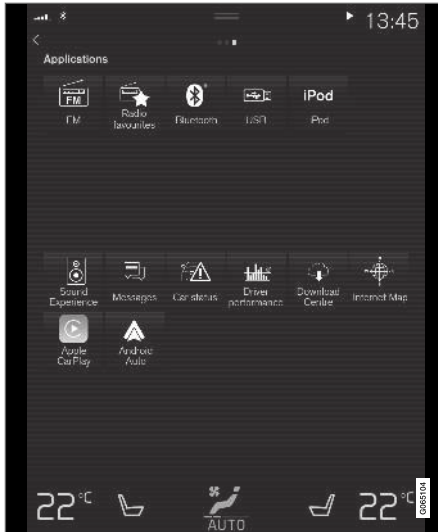 13:45
Applications
FM
FM
Radio
favourites
Bluetooth
USB
iPod
iPod
Sound
Experience
Messages
Car status
Driver
performance
Download
Centre
Internet Map
Apple
CarPlay
Android
Auto
22°C
AUTO
22°C
G065104